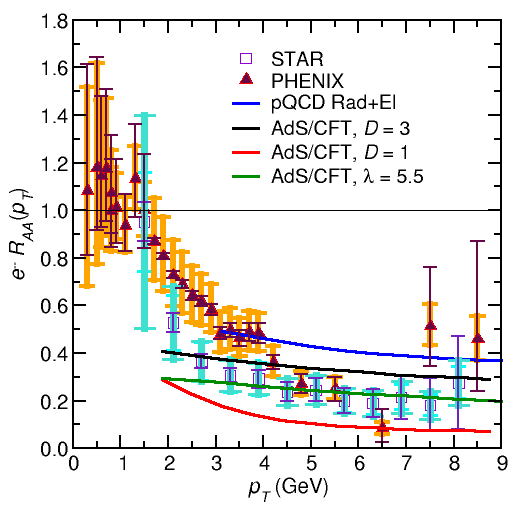 1.8
1.6
1.4
1.2
1.0
0.8
0.6
0.4
0.2
0.0
e⁻ R_AA(p_T)
STAR
PHENIX
pQCD Rad+El
AdS/CFT, D = 3
AdS/CFT, D = 1
AdS/CFT, λ = 5.5
0 1 2 3 4 5 6 7 8 9
p_T (GeV)